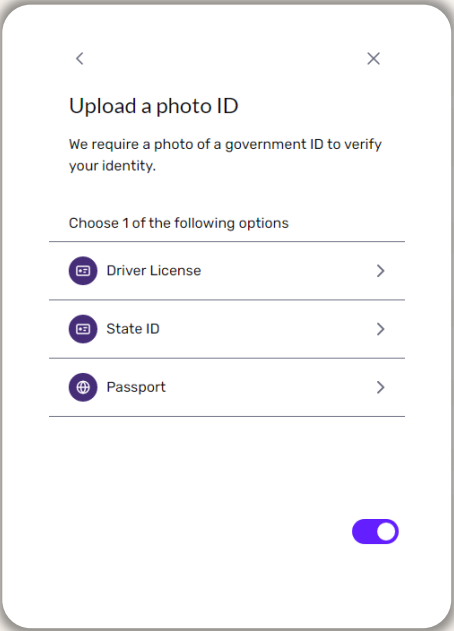 Upload a photo ID
We require a photo of a government ID to verify
your identity.
Choose 1 of the following options
Driver License
State ID
Passport